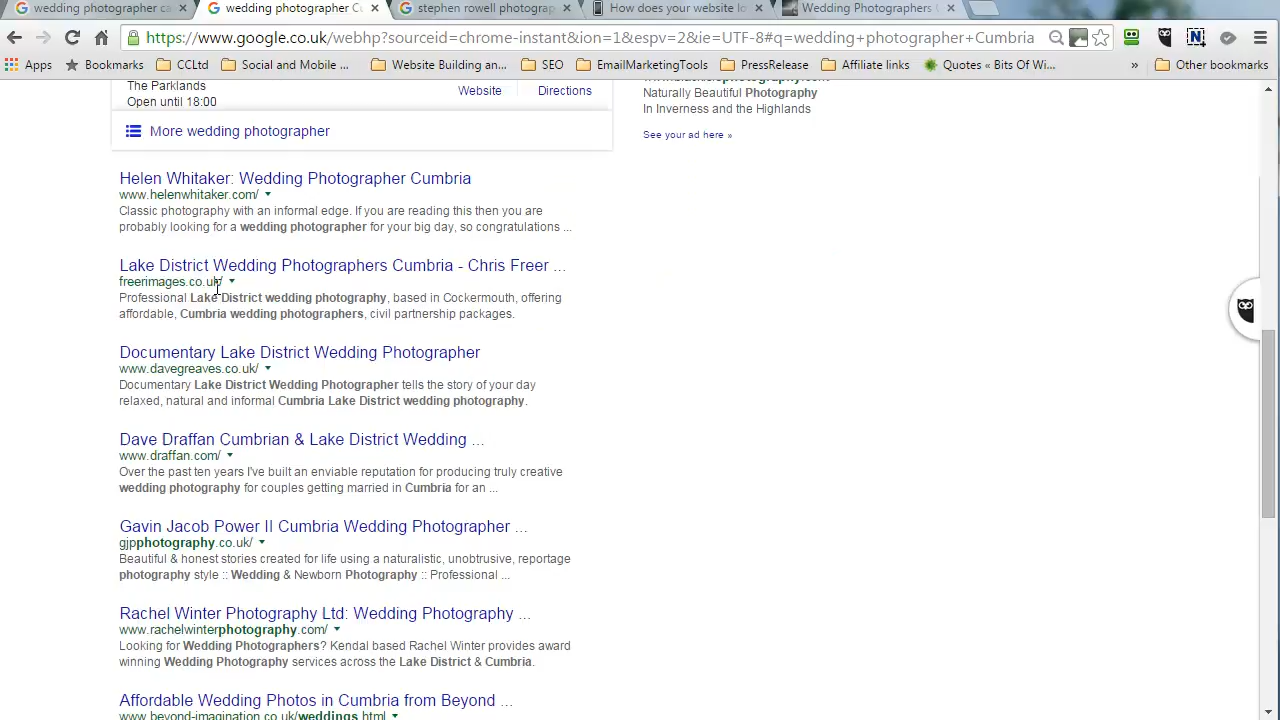 wedding photographer ca
wedding photographer C
stephen rowell photograp
How does your website lo
Wedding Photographers
https://www.google.co.uk/webhp?sourceid=chrome-instant&ion=1&espv=2&ie=UTF-8#q=wedding+photographer+Cumbria
Apps
Bookmarks
CCLtd
Social and Mobile ...
Website Building an...
SEO
EmailMarketingTools
PressRelease
Affiliate links
Quotes « Bits Of Wi...
»
Other bookmarks
The Parklands
Open until 18:00
Website
Directions
More wedding photographer
Naturally Beautiful Photography
In Inverness and the Highlands
See your ad here »
Helen Whitaker: Wedding Photographer Cumbria
www.helenwhitaker.com/
Classic photography with an informal edge. If you are reading this then you are
probably looking for a wedding photographer for your big day, so congratulations ...
Lake District Wedding Photographers Cumbria - Chris Freer ...
freerimages.co.uk/
Professional Lake District wedding photography, based in Cockermouth, offering
affordable, Cumbria wedding photographers, civil partnership packages.
Documentary Lake District Wedding Photographer
www.davegreaves.co.uk/
Documentary Lake District Wedding Photographer tells the story of your day
relaxed, natural and informal Cumbria Lake District wedding photography.
Dave Draffan Cumbrian & Lake District Wedding ...
www.draffan.com/
Over the past ten years I've built an enviable reputation for producing truly creative
wedding photography for couples getting married in Cumbria for an ...
Gavin Jacob Power II Cumbria Wedding Photographer ...
gjpphotography.co.uk/
Beautiful & honest stories created for life using a naturalistic, unobtrusive, reportage
photography style :: Wedding & Newborn Photography :: Professional ...
Rachel Winter Photography Ltd: Wedding Photography ...
www.rachelwinterphotography.com/
Looking for Wedding Photographers? Kendal based Rachel Winter provides award
winning Wedding Photography services across the Lake District & Cumbria.
Affordable Wedding Photos in Cumbria from Beyond ...
www.beyond-imagination.co.uk/weddings.html